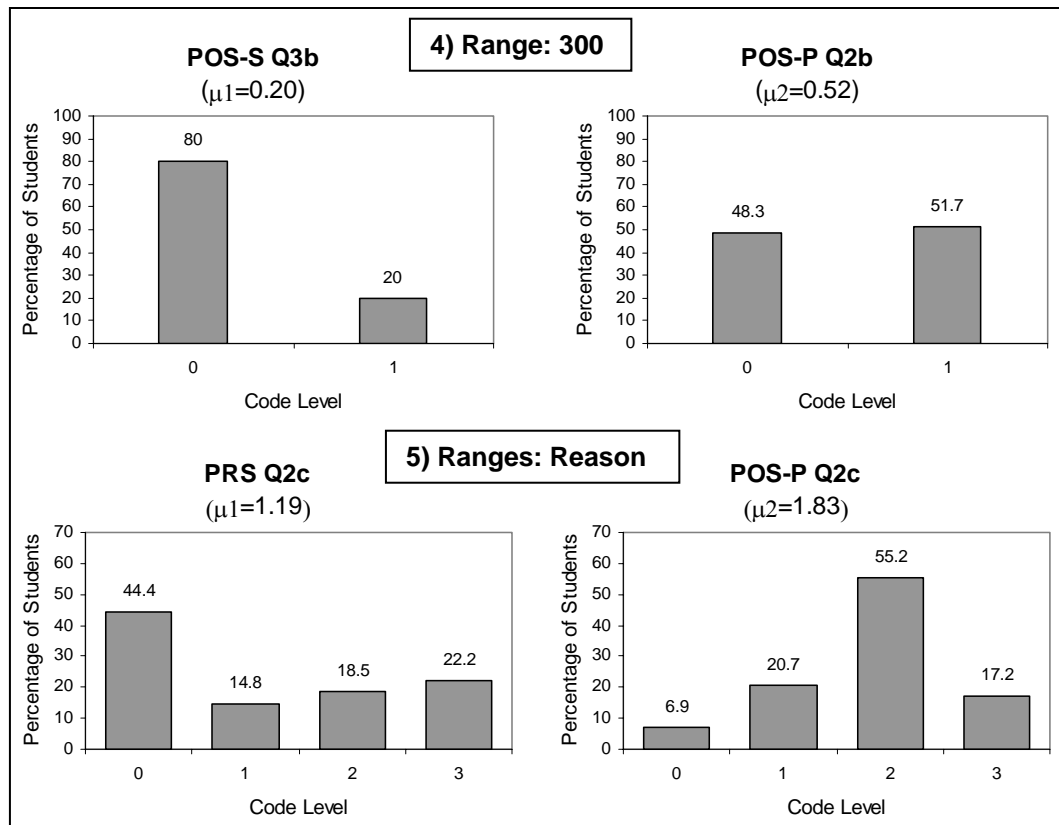 4) Range: 300
POS-S Q3b
(μ1=0.20)
Percentage of Students
100
90
80
70
60
50
40
30
20
10
0
80
20
0 1
Code Level
POS-P Q2b
(μ2=0.52)
Percentage of Students
100
90
80
70
60
50
40
30
20
10
0
48.3
51.7
0 1
Code Level
5) Ranges: Reason
PRS Q2c
(μ1=1.19)
Percentage of Students
70
60
50
40
30
20
10
0
44.4
14.8
18.5
22.2
0 1 2 3
Code Level
POS-P Q2c
(μ2=1.83)
Percentage of Students
70
60
50
40
30
20
10
0
6.9
20.7
55.2
17.2
0 1 2 3
Code Level